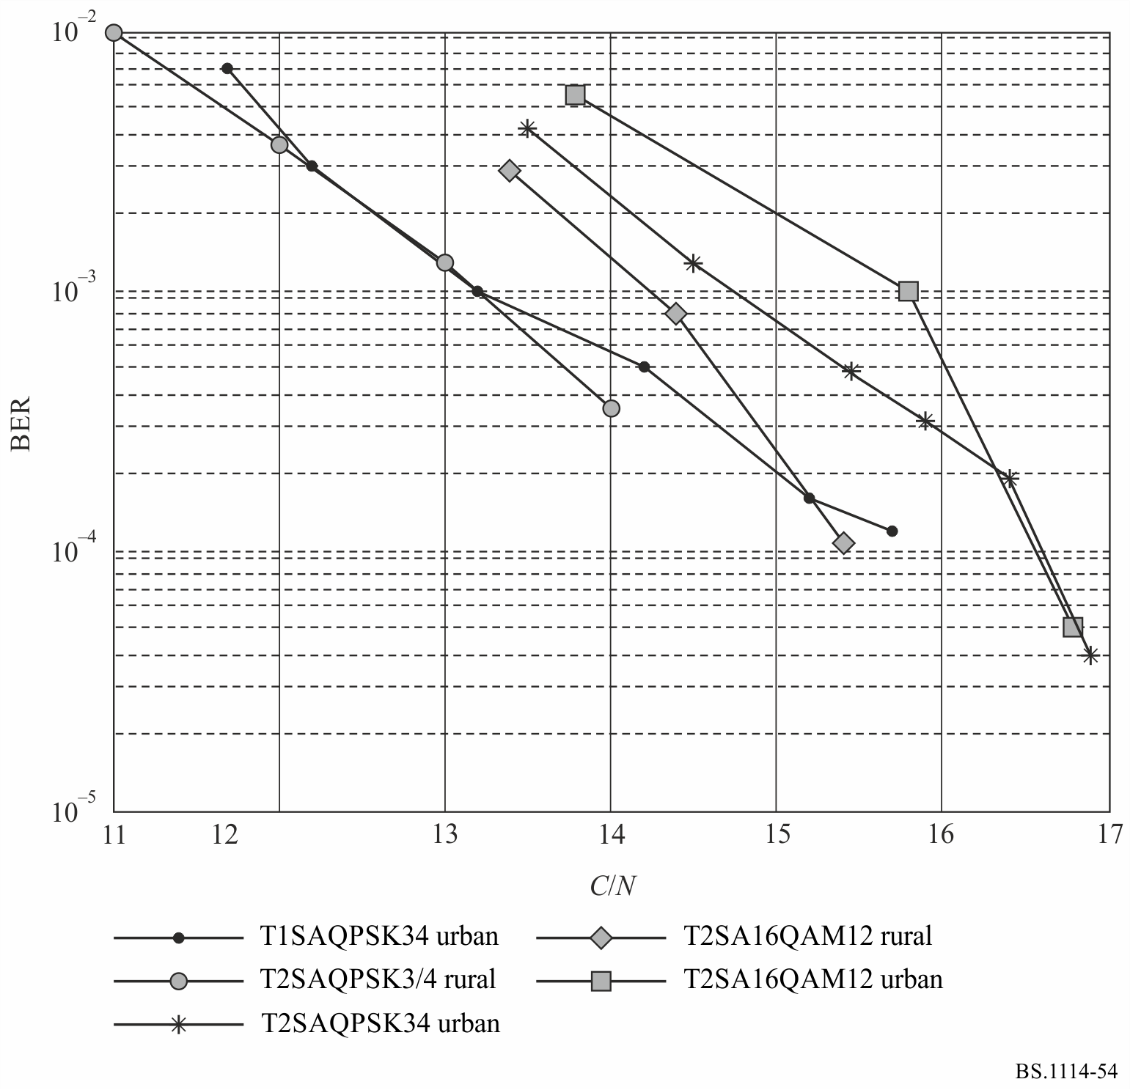 10⁻²
10⁻³
BER
10⁻⁴
10⁻⁵
11 12 13 14 15 16 17
C/N
T1SAQPSK34 urban T2SA16QAM12 rural
T2SAQPSK3/4 rural T2SA16QAM12 urban
T2SAQPSK34 urban
BS.1114-54